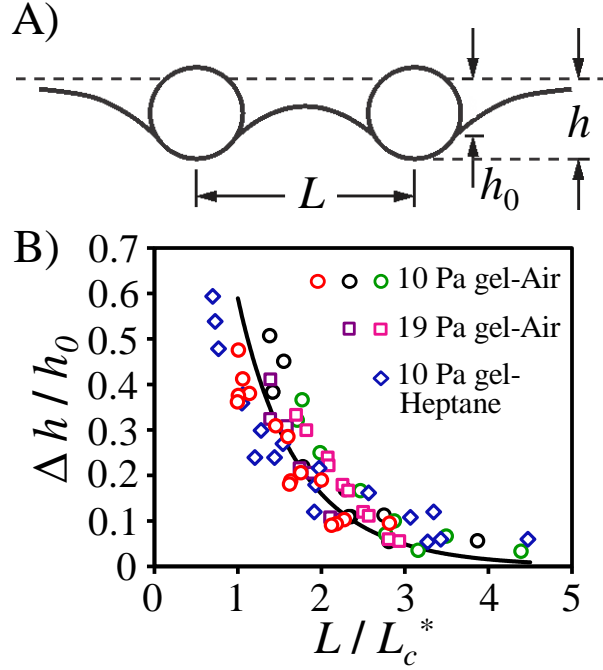 A)
h
L
h0
B)
0.7
0.6
0.5
0.4
0.3
0.2
0.1
0
Δ h / h0
10 Pa gel-Air
19 Pa gel-Air
10 Pa gel-
Heptane
0 1 2 3 4 5
L / Lc*